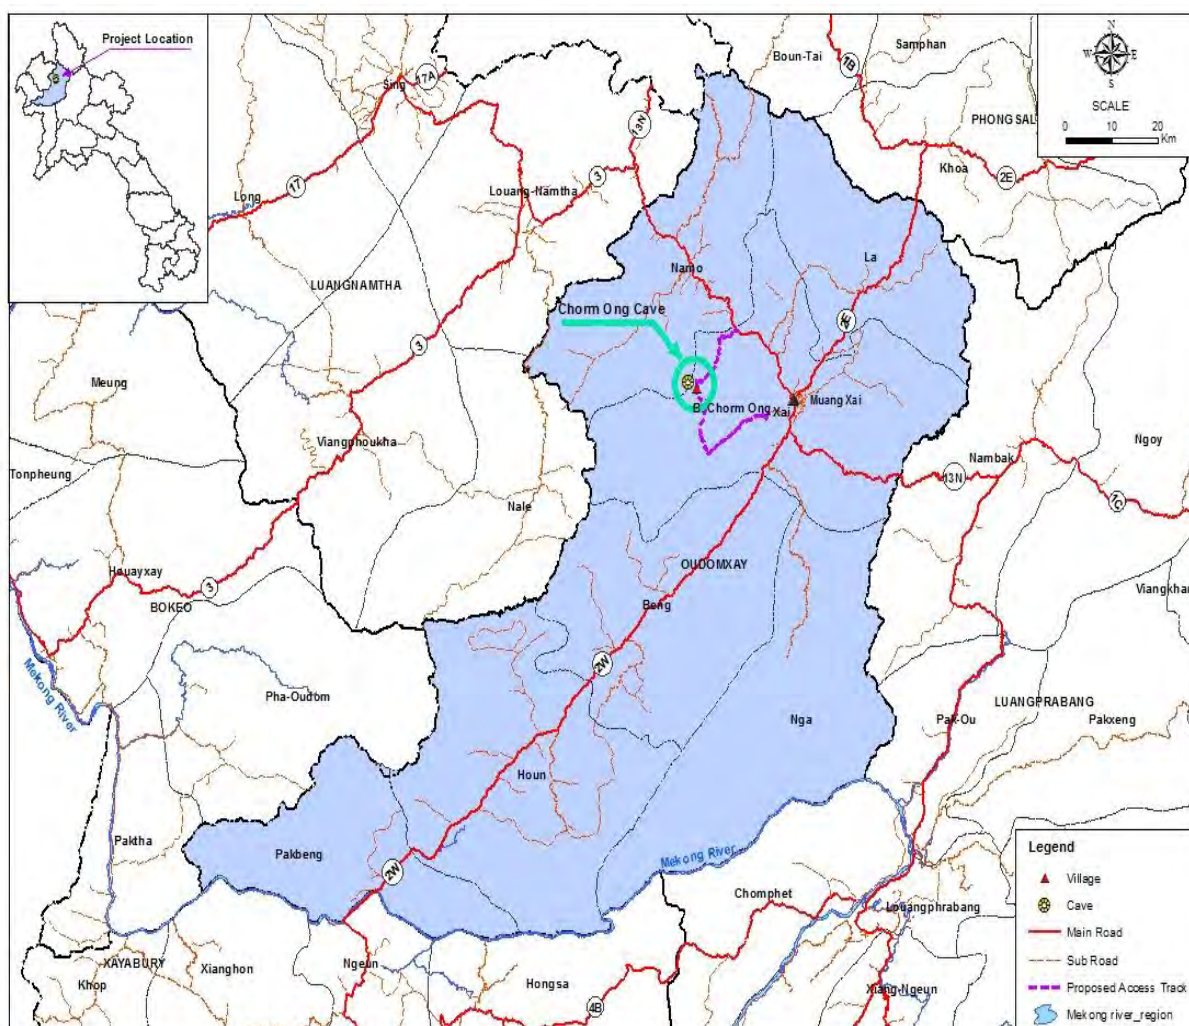 Project Location
N
W
E
S
SCALE
0
10
20
Km
Samphan
Boun-Tai
1B
PHONGSAL
Sing
17A
13N
Khoa
2E
Long
17
Louang-Namtha
3
LUANGNAMTHA
Namo
La
Chorm Ong Cave
2E
3
Meung
B.Chorm Ong
Xai
Muang Xai
Viangphoukha
Ngoy
Tonpheung
Nambak
13N
1C
Nale
OUDOMXAY
Houayxay
3
BOKEO
Beng
Viangkham
2W
Mekong River
Pha-Oudom
LUANGPRABANG
Nga
Pak-Ou
Pakxeng
Houn
Paktha
Pakbeng
2W
Mekong River
Chomphet
Louangphrabang
XAYABURY
Xianghon
Ngeun
Khop
Hongsa
Xiang-Ngeun
4B
Legend
Village
Cave
Main Road
Sub Road
Proposed Access Track
Mekong river_region